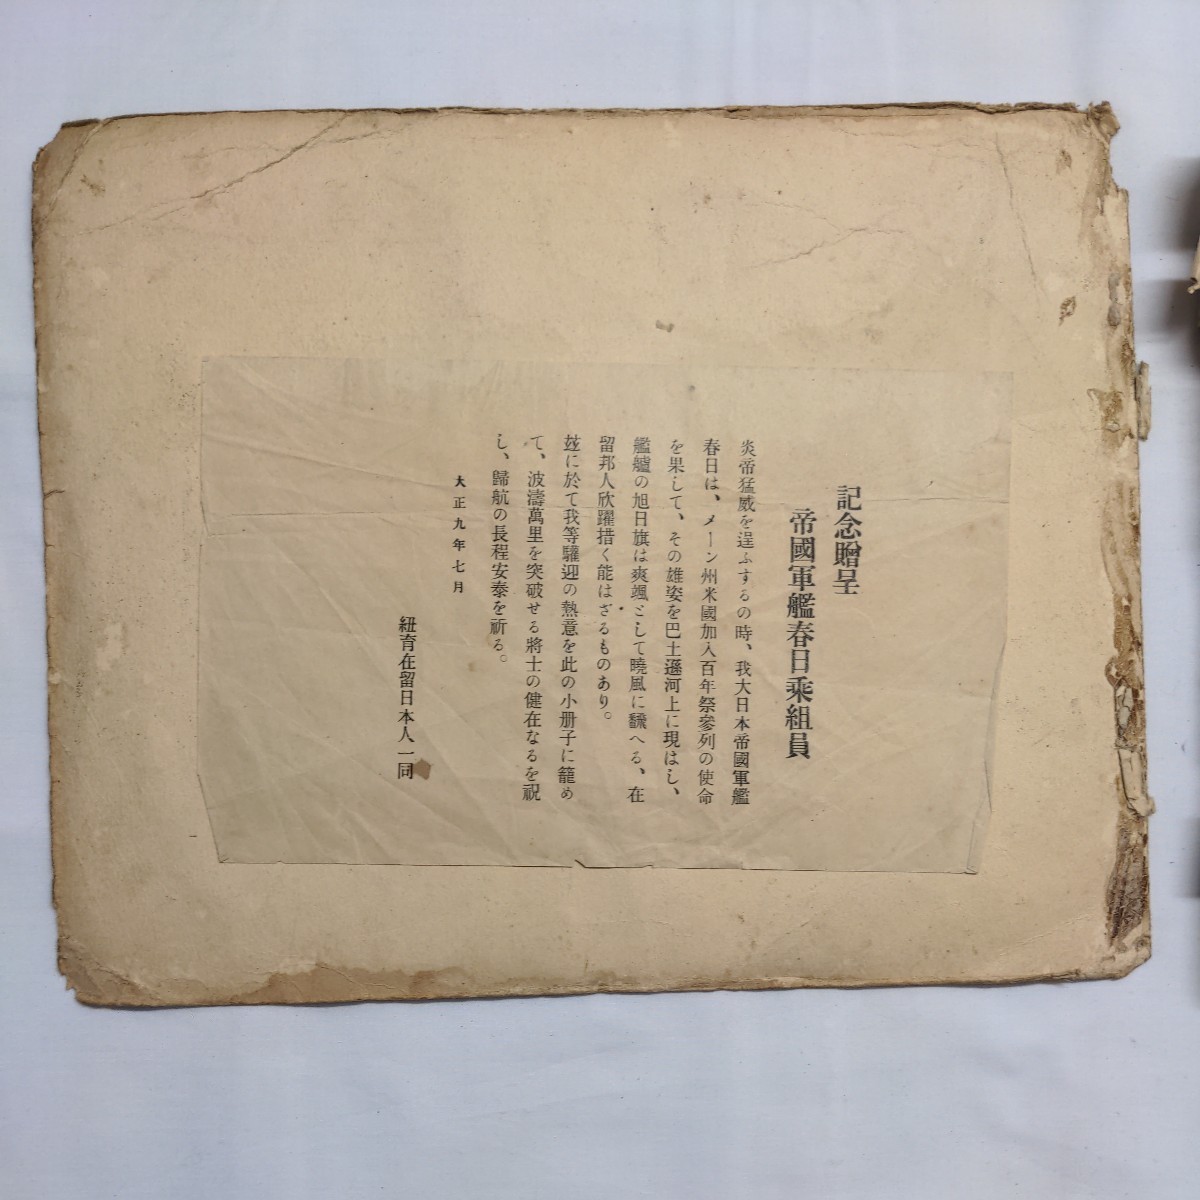 記念贈呈
帝國軍艦春日乘組員
炎帝猛威を逞ふするの時、我大日本帝國軍艦
春日は、メーン州米國加入百年祭參列の使命
を果して、その雄姿を巴土遜河上に現はし、
艦艫の旭日旗は爽颯として曉風に飜へる、在
留邦人欣躍措く能はざるものあり。
玆に於て我等驩迎の熱意を此の小册子に籠め
て、波濤萬里を突破せる將士の健在なるを祝
し、歸航の長程安泰を祈る。
大正九年七月
紐育在留日本人一同